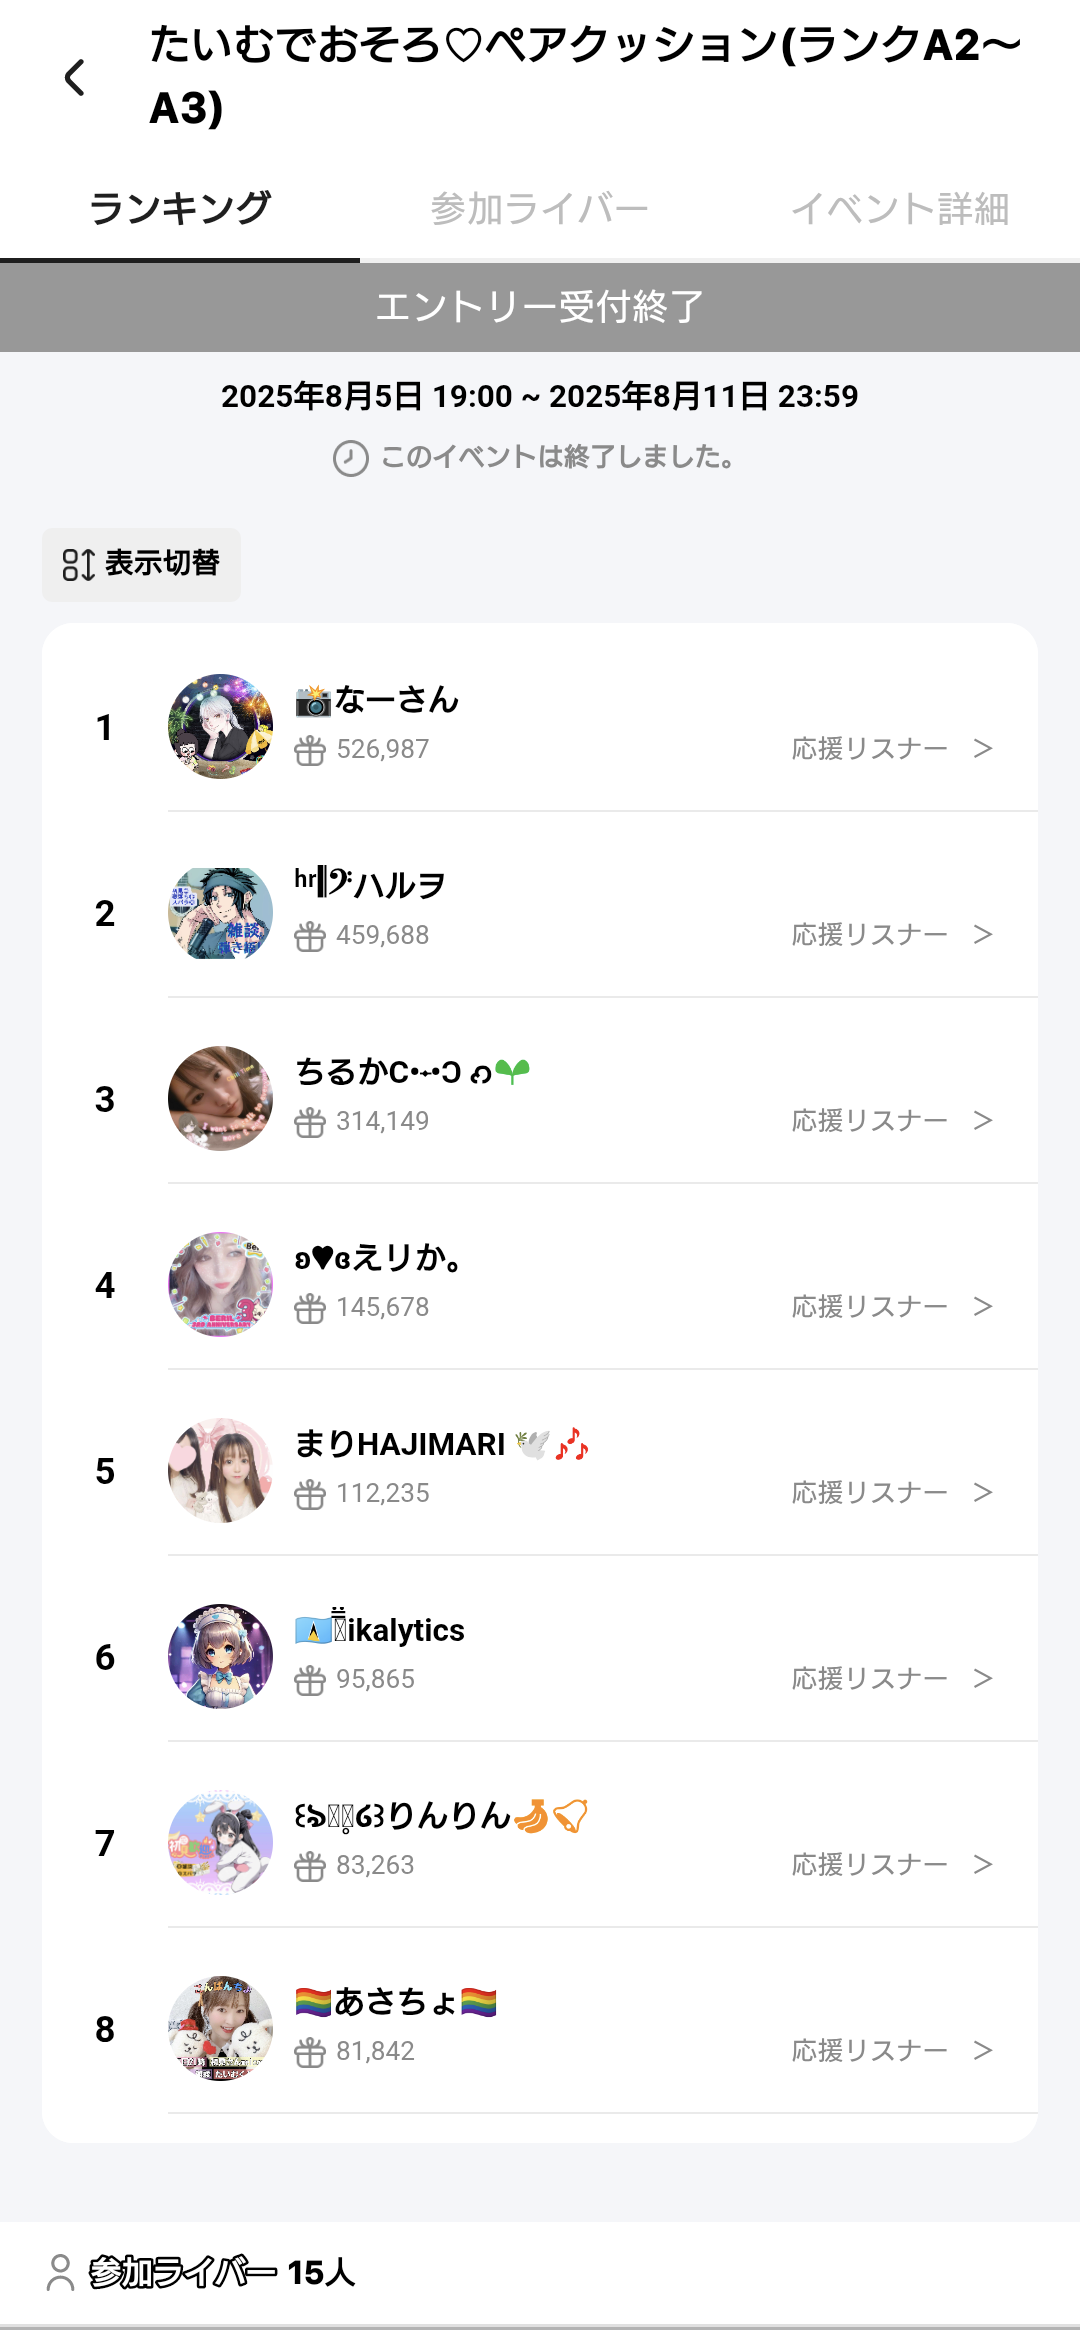 たいむでおそろ♡ペアクッション(ランクA2〜
A3)
ランキング
参加ライバー
イベント詳細
エントリー受付終了
2025年8月5日 19:00 ~ 2025年8月11日 23:59
このイベントは終了しました。
表示切替
1
📸なーさん
526,987
応援リスナー >
2
ʰʳ𝄃𝄢ハルヲ
459,688
応援リスナー >
3
ちるかC•˕•Ɔ ᰔ🌱
314,149
応援リスナー >
4
ʚ♥ɞえリか。
145,678
応援リスナー >
5
まりHAJIMARI 🕊️🎶
112,235
応援リスナー >
6
🇱🇨ikalytics
95,865
応援リスナー >
7
りんりん🍌🔔
83,263
応援リスナー >
8
🏳️‍🌈あさちょ🏳️‍🌈
81,842
応援リスナー >
参加ライバー 15人